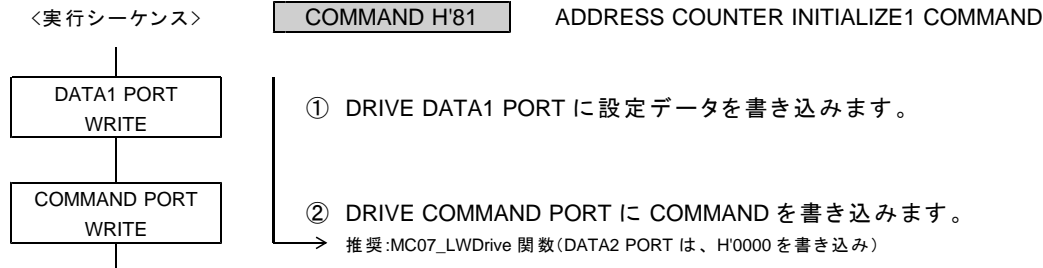 〈実行シーケンス〉
COMMAND H'81
ADDRESS COUNTER INITIALIZE1 COMMAND
DATA1 PORT
WRITE
① DRIVE DATA1 PORT に設定データを書き込みます。
COMMAND PORT
WRITE
② DRIVE COMMAND PORT に COMMAND を書き込みます。
推奨:MC07_LWDrive 関数(DATA2 PORT は、H'0000 を書き込み)